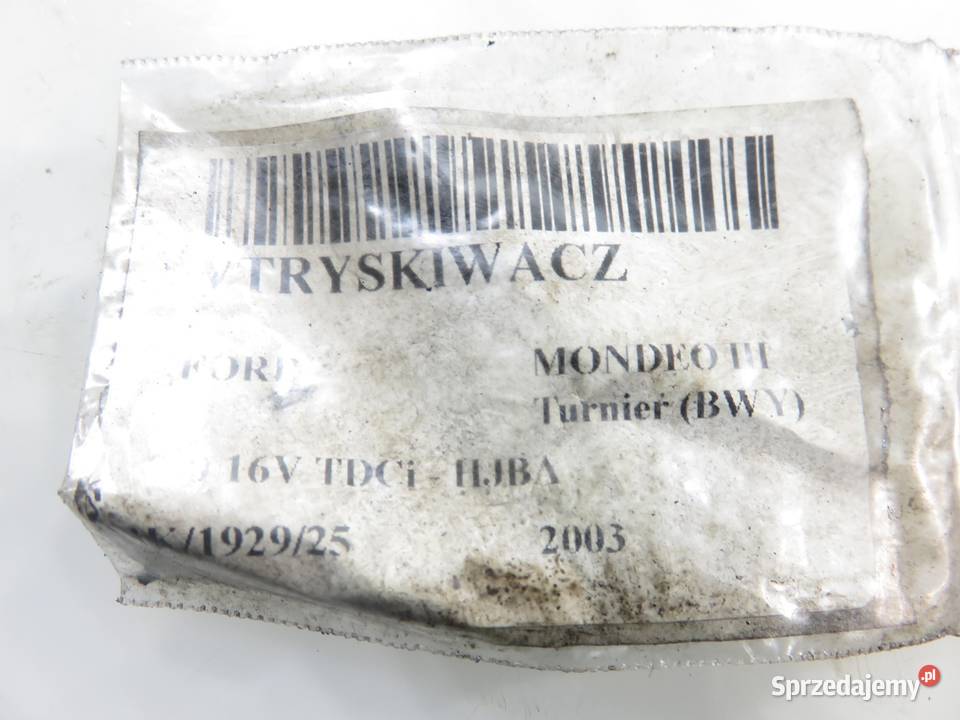 WTRYSKIWACZ
FORD MONDEO III
Turnier (BWY)
16V TDCi - HJBA
K/1929/25 2003
Sprzedajemy.pl